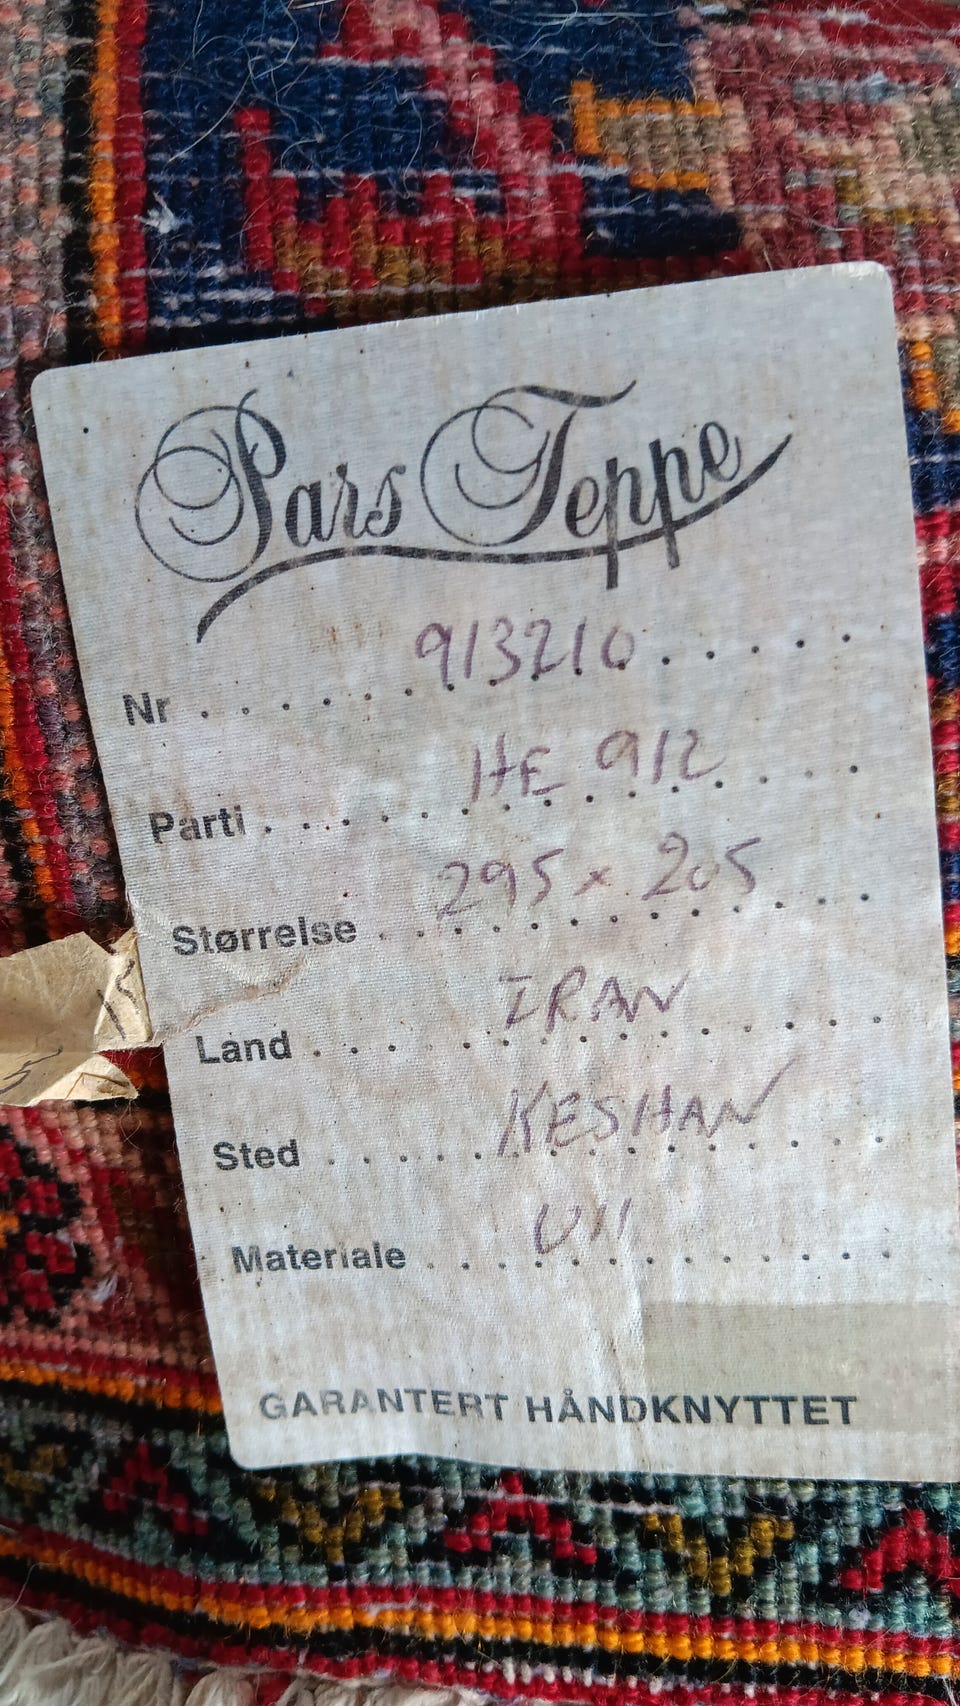 Pars Teppe
Nr 913210
Parti HE 912
Størrelse 295 x 205
Land IRAN
Sted KESHAN
Materiale Ull
GARANTERT HÅNDKNYTTET